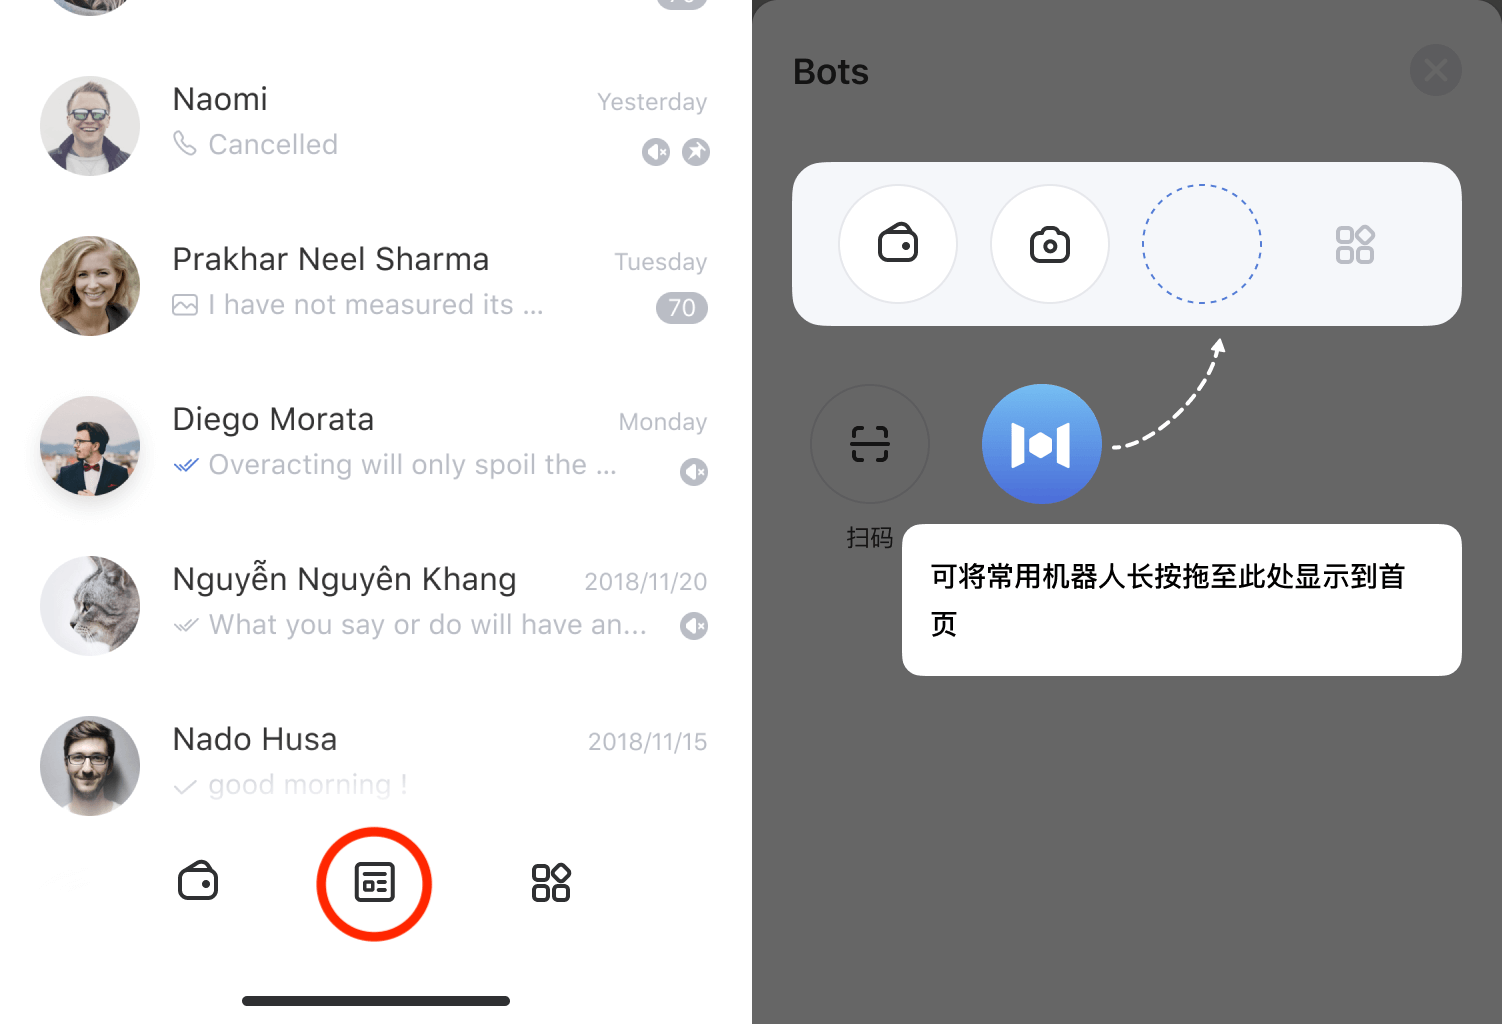 Naomi
Yesterday
Cancelled
Prakhar Neel Sharma
Tuesday
I have not measured its ...
70
Diego Morata
Monday
Overacting will only spoil the ...
Nguyễn Nguyên Khang
2018/11/20
What you say or do will have an...
Nado Husa
2018/11/15
good morning !
Bots
扫码
可将常用机器人长按拖至此处显示到首
页